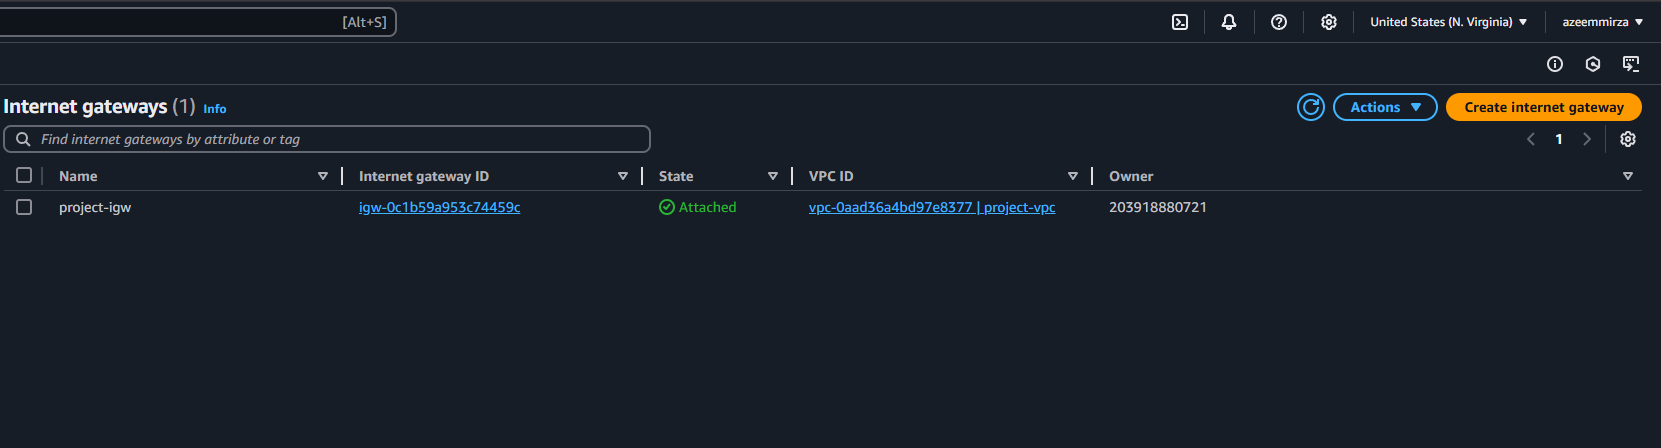 [Alt+S] United States (N. Virginia) azeemmirza
Internet gateways (1) Info Actions Create internet gateway
Find internet gateways by attribute or tag 1
Name Internet gateway ID State VPC ID Owner
project-igw igw-0c1b59a953c74459c Attached vpc-0aad36a4bd97e8377 | project-vpc 203918880721